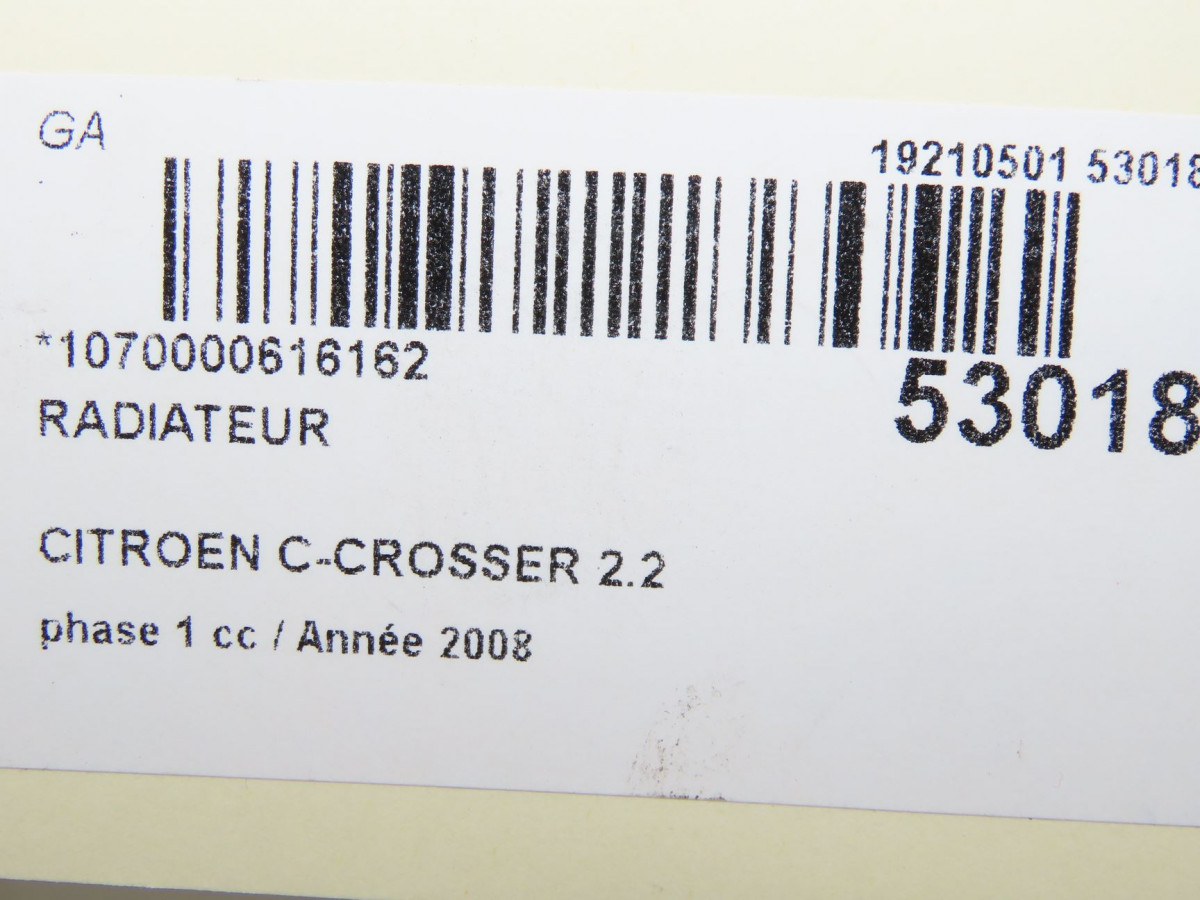 GA
19210501 53018
*1070000616162
53018
RADIATEUR
CITROEN C-CROSSER 2.2
phase 1 cc / Année 2008